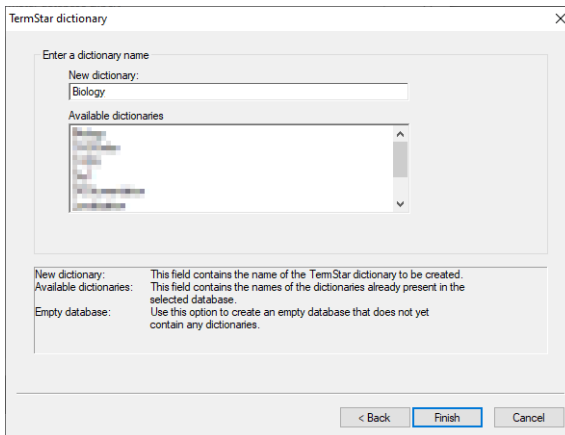 TermStar dictionary
Enter a dictionary name
New dictionary:
Biology
Available dictionaries
New dictionary: This field contains the name of the TermStar dictionary to be created.
Available dictionaries: This field contains the names of the dictionaries already present in the
selected database.
Empty database: Use this option to create an empty database that does not yet
contain any dictionaries.
< Back Finish Cancel